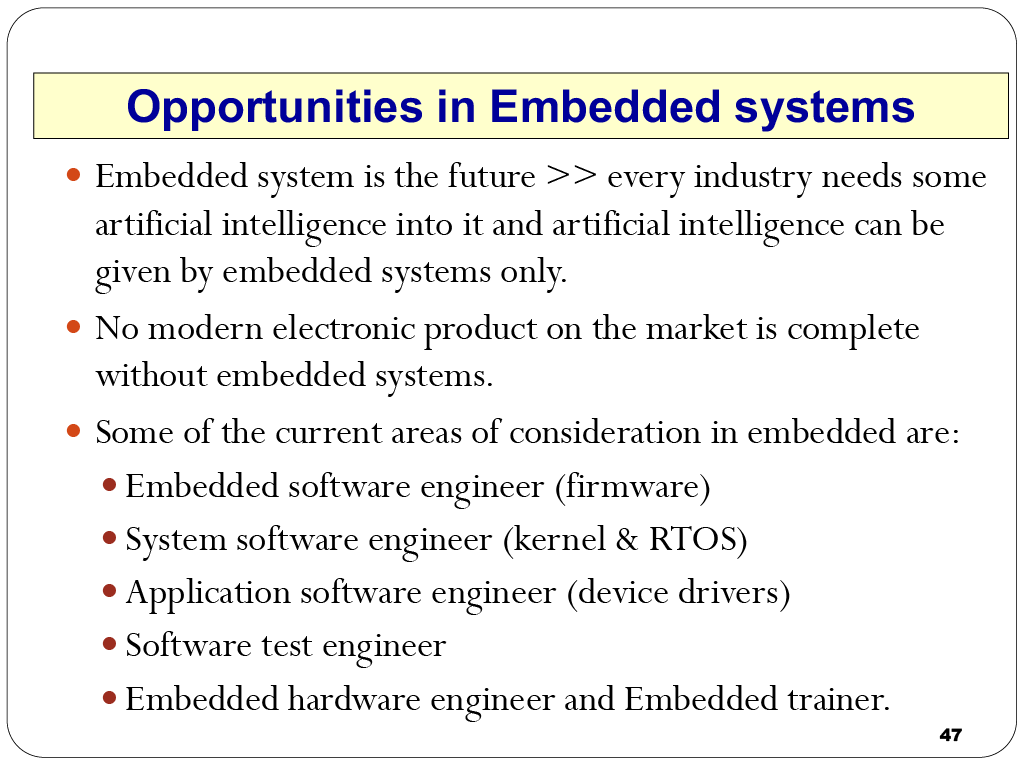 Opportunities in Embedded systems
• Embedded system is the future >> every industry needs some
artificial intelligence into it and artificial intelligence can be
given by embedded systems only.
• No modern electronic product on the market is complete
without embedded systems.
• Some of the current areas of consideration in embedded are:
• Embedded software engineer (firmware)
• System software engineer (kernel & RTOS)
• Application software engineer (device drivers)
• Software test engineer
• Embedded hardware engineer and Embedded trainer.
47